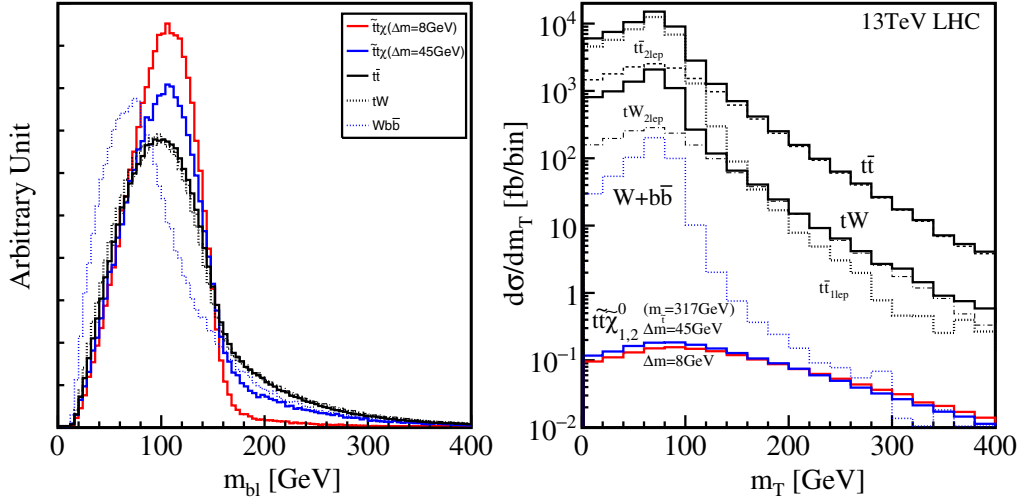 t̃tχ(Δm=8GeV)
t̃tχ(Δm=45GeV)
tt̄
tW
Wbb̄
Arbitrary Unit
0 100 200 300 400
m_bl [GeV]
13TeV LHC
dσ/dm_T [fb/bin]
10^4
10^3
10^2
10
1
10^-1
10^-2
tt̄_2lep
tW_2lep
W+bb̄
tt̄
tW
tt̄_1lep
t̃tχ̃^0_1,2 (m_t̃=317GeV)
Δm=45GeV
Δm=8GeV
0 100 200 300 400
m_T [GeV]